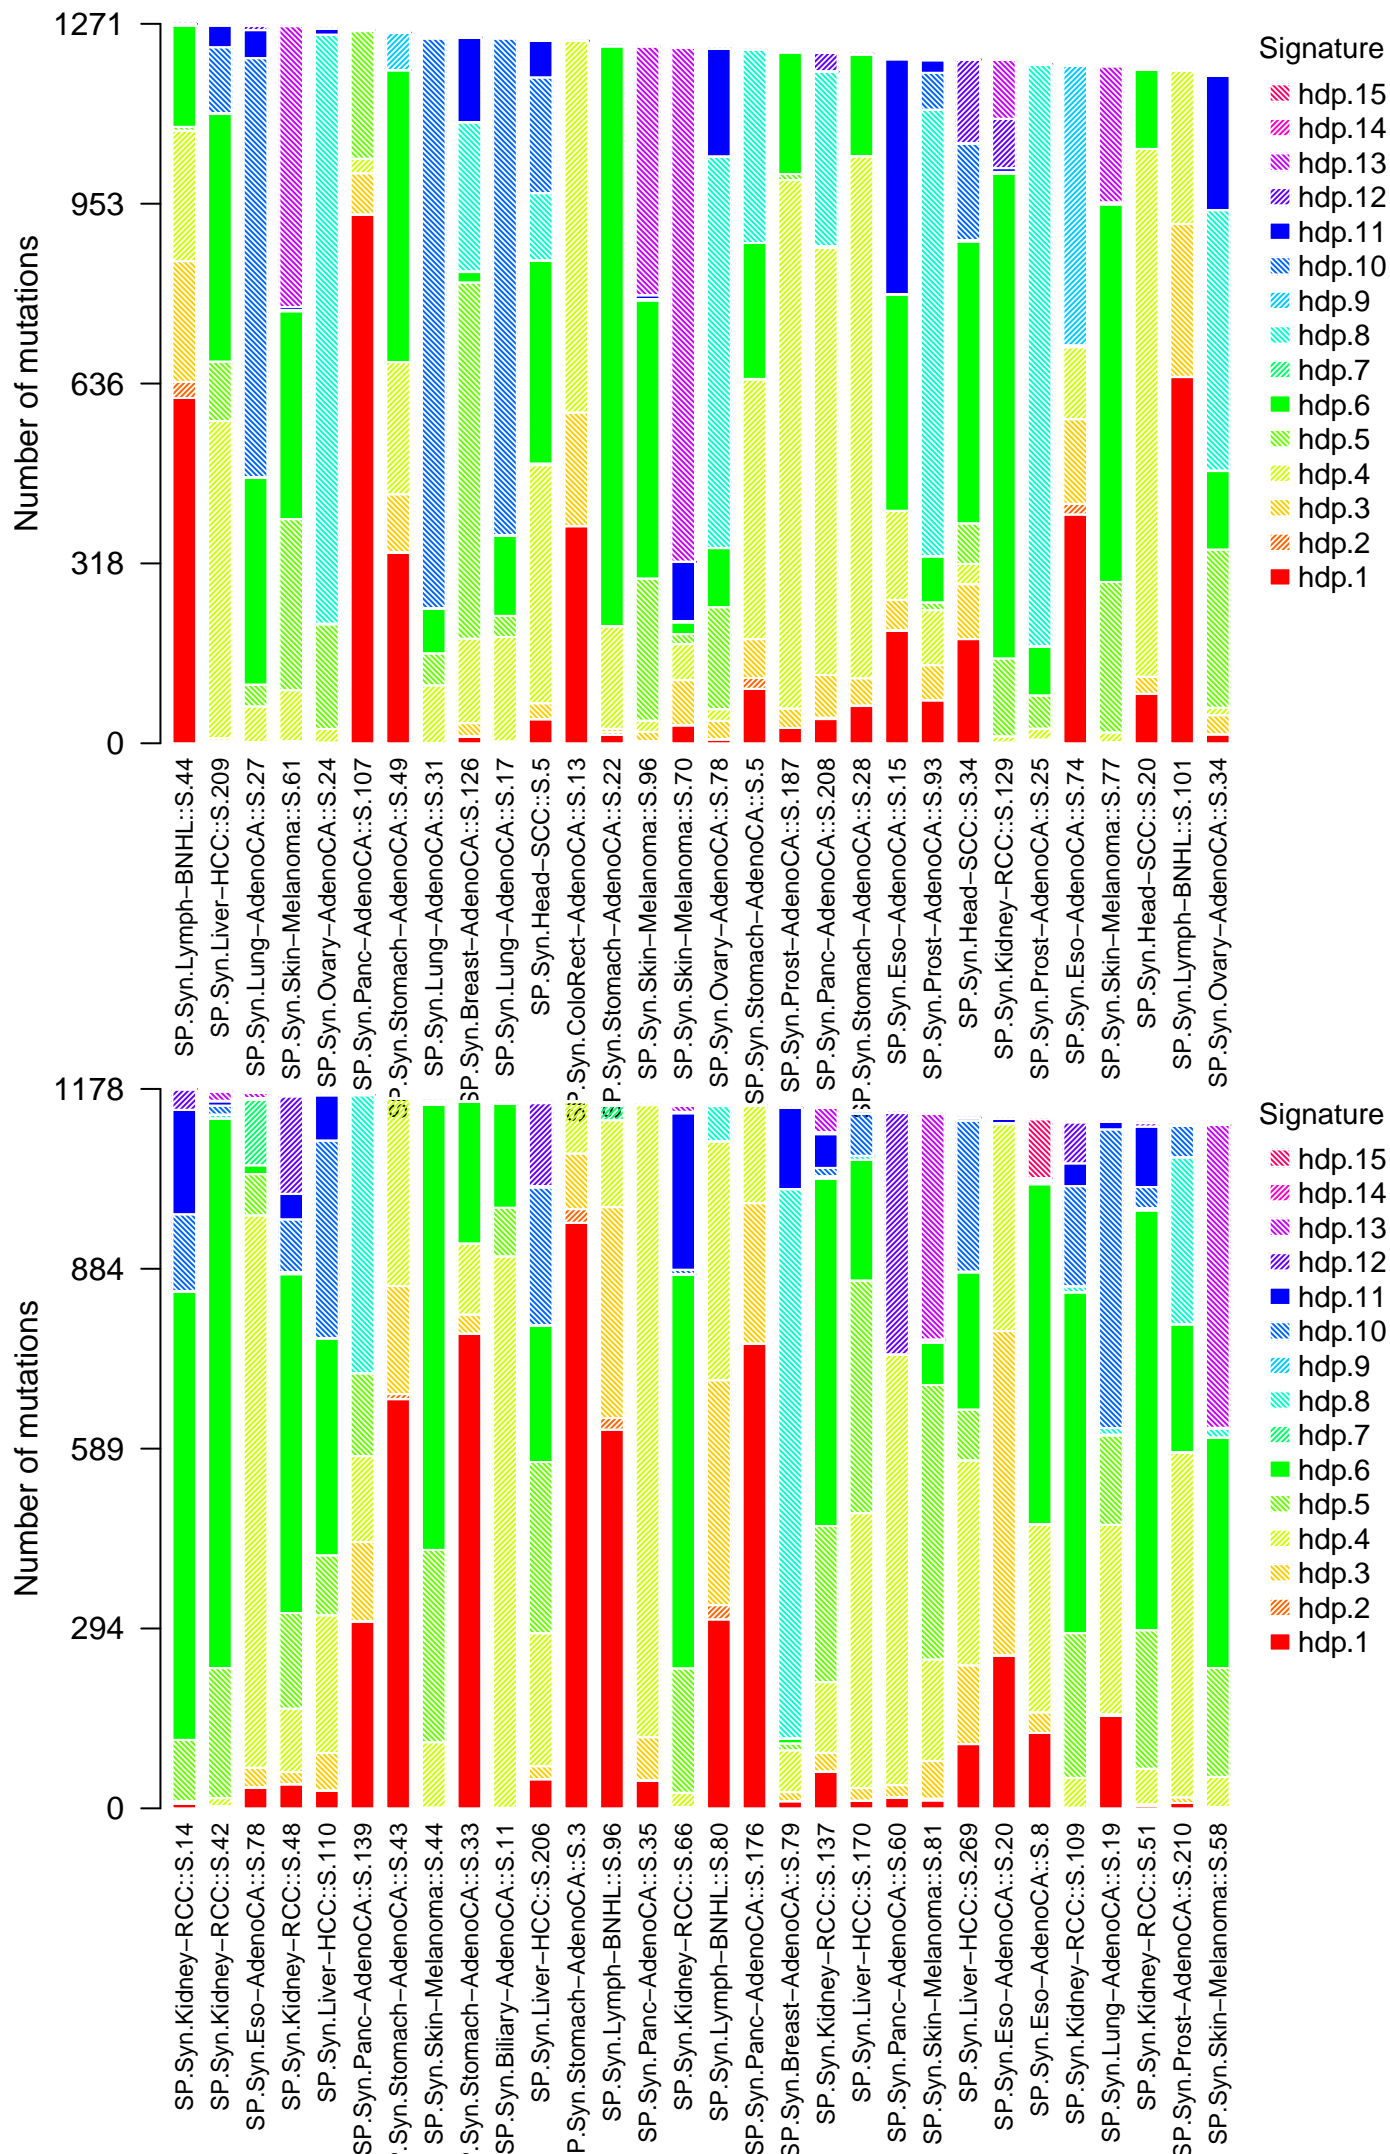 Number of mutations
1271
953
636
318
0
Signature
hdp.15
hdp.14
hdp.13
hdp.12
hdp.11
hdp.10
hdp.9
hdp.8
hdp.7
hdp.6
hdp.5
hdp.4
hdp.3
hdp.2
hdp.1
SP.Syn.Lymph−BNHL::S.44
SP.Syn.Liver−HCC::S.209
SP.Syn.Lung−AdenoCA::S.27
SP.Syn.Skin−Melanoma::S.61
SP.Syn.Ovary−AdenoCA::S.24
SP.Syn.Panc−AdenoCA::S.107
SP.Syn.Stomach−AdenoCA::S.49
SP.Syn.Lung−AdenoCA::S.31
SP.Syn.Breast−AdenoCA::S.126
SP.Syn.Lung−AdenoCA::S.17
SP.Syn.Head−SCC::S.5
SP.Syn.ColoRect−AdenoCA::S.13
SP.Syn.Stomach−AdenoCA::S.22
SP.Syn.Skin−Melanoma::S.96
SP.Syn.Skin−Melanoma::S.70
SP.Syn.Ovary−AdenoCA::S.78
SP.Syn.Stomach−AdenoCA::S.5
SP.Syn.Prost−AdenoCA::S.187
SP.Syn.Panc−AdenoCA::S.208
SP.Syn.Stomach−AdenoCA::S.28
SP.Syn.Eso−AdenoCA::S.15
SP.Syn.Prost−AdenoCA::S.93
SP.Syn.Head−SCC::S.34
SP.Syn.Kidney−RCC::S.129
SP.Syn.Prost−AdenoCA::S.25
SP.Syn.Eso−AdenoCA::S.74
SP.Syn.Skin−Melanoma::S.77
SP.Syn.Head−SCC::S.20
SP.Syn.Lymph−BNHL::S.101
SP.Syn.Ovary−AdenoCA::S.34
Number of mutations
1178
884
589
294
0
Signature
hdp.15
hdp.14
hdp.13
hdp.12
hdp.11
hdp.10
hdp.9
hdp.8
hdp.7
hdp.6
hdp.5
hdp.4
hdp.3
hdp.2
hdp.1
SP.Syn.Kidney−RCC::S.14
SP.Syn.Kidney−RCC::S.42
SP.Syn.Eso−AdenoCA::S.78
SP.Syn.Kidney−RCC::S.48
SP.Syn.Liver−HCC::S.110
SP.Syn.Panc−AdenoCA::S.139
P.Syn.Stomach−AdenoCA::S.43
SP.Syn.Skin−Melanoma::S.44
SP.Syn.Stomach−AdenoCA::S.33
SP.Syn.Biliary−AdenoCA::S.11
SP.Syn.Liver−HCC::S.206
SP.Syn.Stomach−AdenoCA::S.3
SP.Syn.Lymph−BNHL::S.96
SP.Syn.Panc−AdenoCA::S.35
SP.Syn.Kidney−RCC::S.66
SP.Syn.Lymph−BNHL::S.80
SP.Syn.Panc−AdenoCA::S.176
SP.Syn.Breast−AdenoCA::S.79
SP.Syn.Kidney−RCC::S.137
SP.Syn.Liver−HCC::S.170
SP.Syn.Panc−AdenoCA::S.60
SP.Syn.Skin−Melanoma::S.81
SP.Syn.Liver−HCC::S.269
SP.Syn.Eso−AdenoCA::S.20
SP.Syn.Eso−AdenoCA::S.8
SP.Syn.Kidney−RCC::S.109
SP.Syn.Lung−AdenoCA::S.19
SP.Syn.Kidney−RCC::S.51
SP.Syn.Prost−AdenoCA::S.210
SP.Syn.Skin−Melanoma::S.58